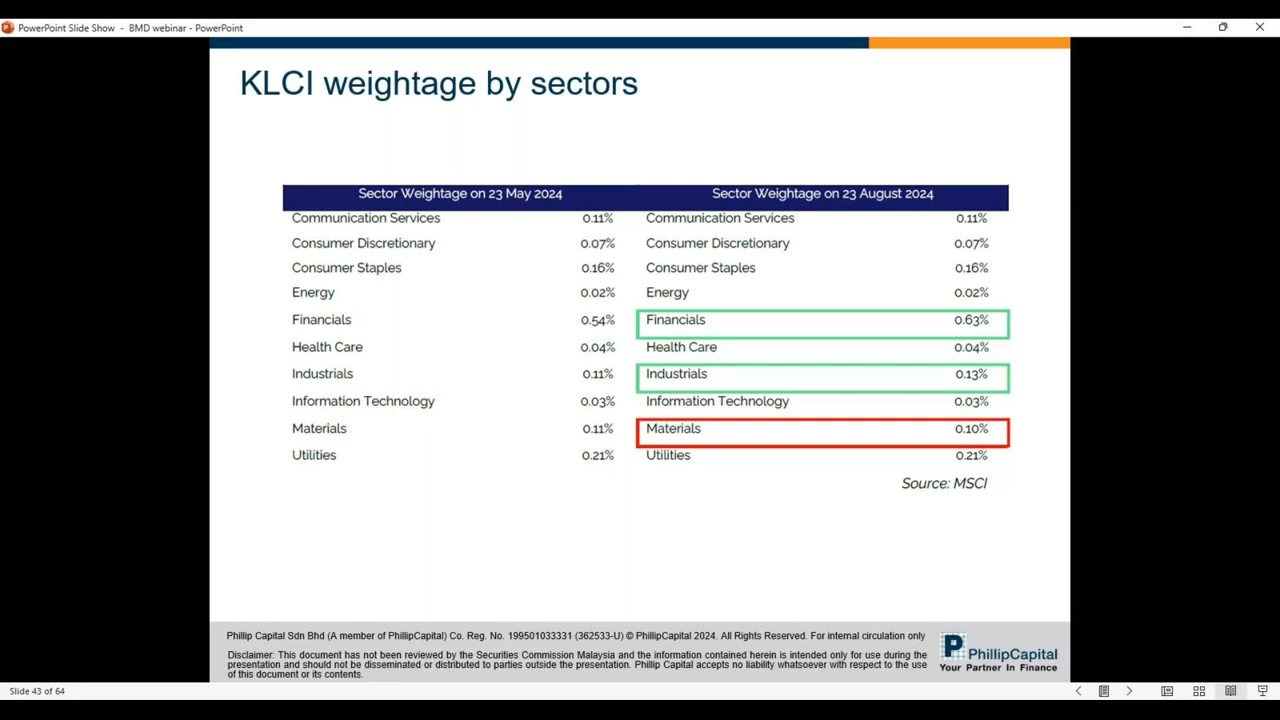 PowerPoint Slide Show - BMD webinar - PowerPoint
KLCI weightage by sectors
Sector Weightage on 23 May 2024 Sector Weightage on 23 August 2024
Communication Services 0.11% Communication Services 0.11%
Consumer Discretionary 0.07% Consumer Discretionary 0.07%
Consumer Staples 0.16% Consumer Staples 0.16%
Energy 0.02% Energy 0.02%
Financials 0.54% Financials 0.63%
Health Care 0.04% Health Care 0.04%
Industrials 0.11% Industrials 0.13%
Information Technology 0.03% Information Technology 0.03%
Materials 0.11% Materials 0.10%
Utilities 0.21% Utilities 0.21%
Source: MSCI
Phillip Capital Sdn Bhd (A member of PhillipCapital) Co. Reg. No. 199501033331 (362533-U) © PhillipCapital 2024. All Rights Reserved. For internal circulation only
Disclaimer: This document has not been reviewed by the Securities Commission Malaysia and the information contained herein is intended only for use during the
presentation and should not be disseminated or distributed to parties outside the presentation. Phillip Capital accepts no liability whatsoever with respect to the use
of this document or its contents.
P PhillipCapital
Your Partner In Finance
Slide 43 of 64